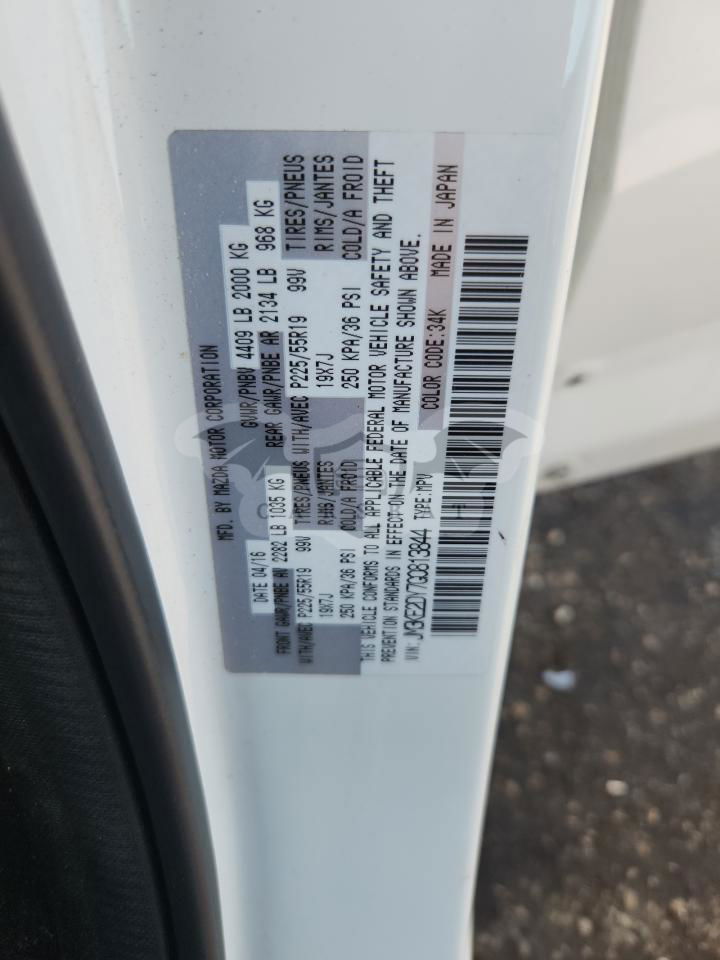 MFD. BY MAZDA MOTOR CORPORATION
DATE 04/16 GVWR/PNBV 4409 LB 2000 KG
FRONT GAWR/PNBE AV 2282 LB 1035 KG REAR GAWR/PNBE AR 2134 LB 968 KG
WITH/AVEC P225/55R19 99V TIRES/PNEUS WITH/AVEC P225/55R19 99V TIRES/PNEUS
19X7J RIMS/JANTES 19X7J RIMS/JANTES
250 KPA/36 PSI COLD/A FROID 250 KPA/36 PSI COLD/A FROID
THIS VEHICLE CONFORMS TO ALL APPLICABLE FEDERAL MOTOR VEHICLE SAFETY AND THEFT
PREVENTION STANDARDS IN EFFECT ON THE DATE OF MANUFACTURE SHOWN ABOVE.
VIN: JM3KE2DY7G0813844 TYPE:MPV COLOR CODE:34K MADE IN JAPAN